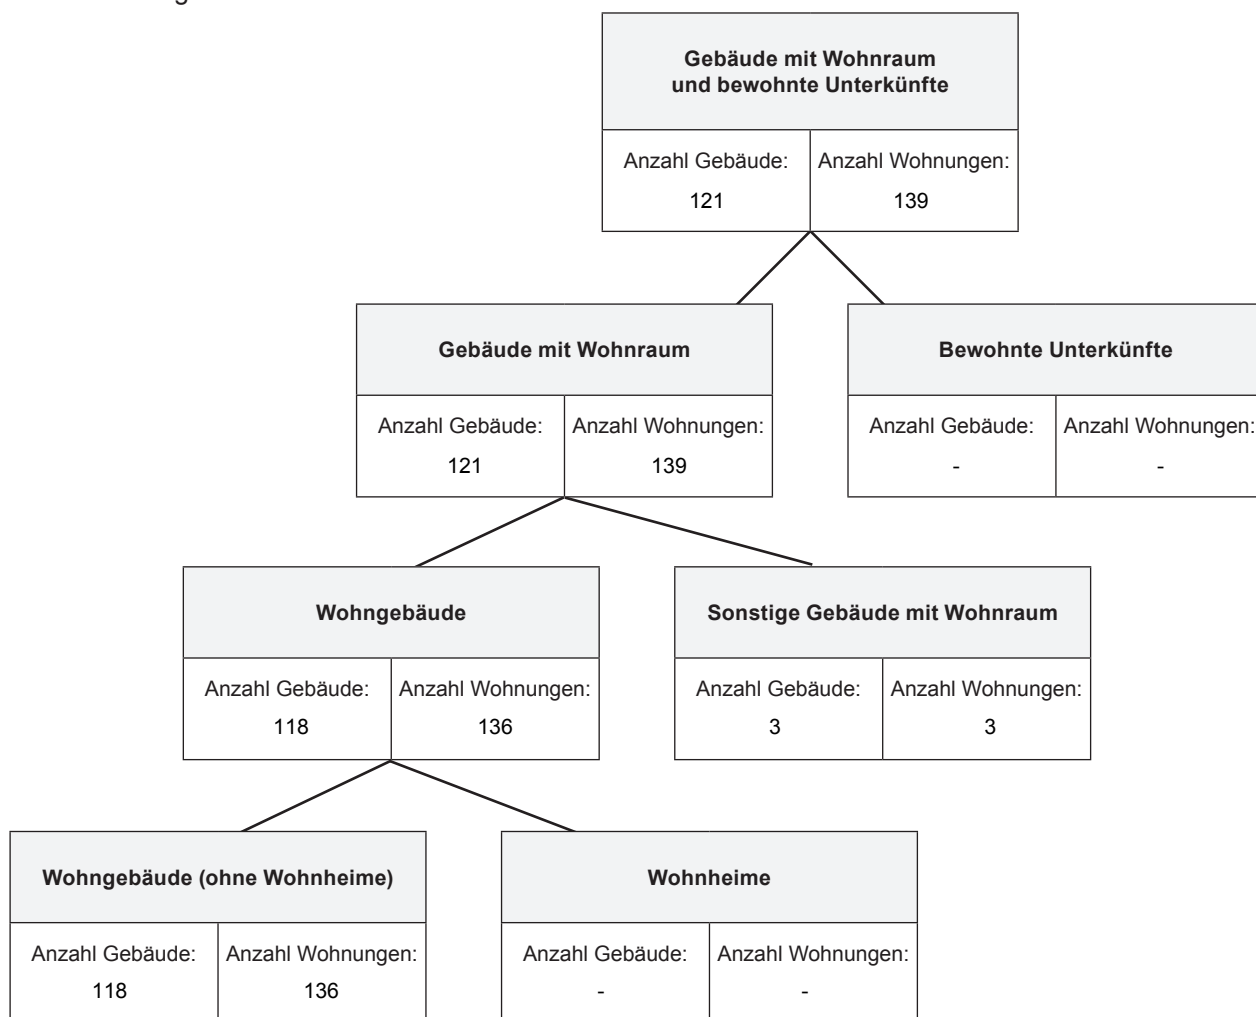 Gebäude mit Wohnraum
und bewohnte Unterkünfte
Anzahl Gebäude: Anzahl Wohnungen:
121 139
Gebäude mit Wohnraum Bewohnte Unterkünfte
Anzahl Gebäude: Anzahl Wohnungen: Anzahl Gebäude: Anzahl Wohnungen:
121 139 - -
Wohngebäude Sonstige Gebäude mit Wohnraum
Anzahl Gebäude: Anzahl Wohnungen: Anzahl Gebäude: Anzahl Wohnungen:
118 136 3 3
Wohngebäude (ohne Wohnheime) Wohnheime
Anzahl Gebäude: Anzahl Wohnungen: Anzahl Gebäude: Anzahl Wohnungen:
118 136 - -